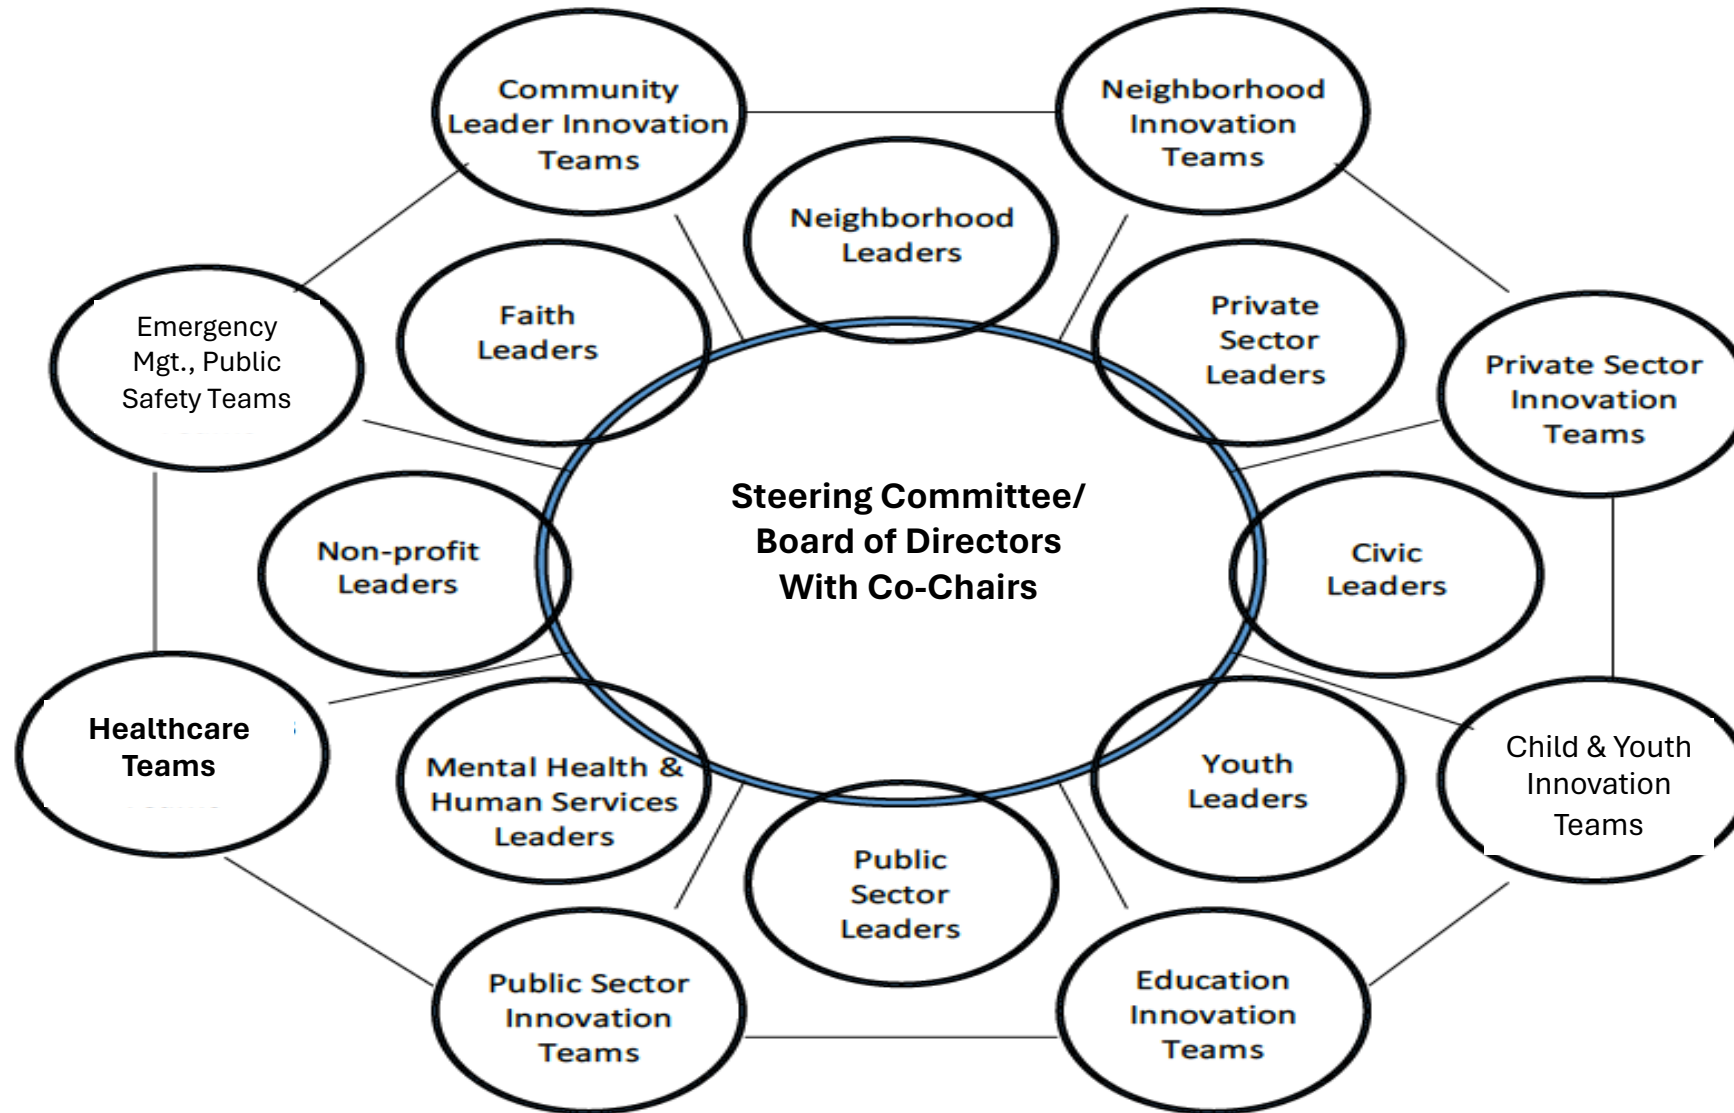 Community
Leader Innovation
Teams
Neighborhood
Innovation
Teams
Neighborhood
Leaders
Faith
Leaders
Private
Sector
Leaders
Emergency
Mgt., Public
Safety Teams
Private Sector
Innovation
Teams
Steering Committee/
Board of Directors
With Co-Chairs
Non-profit
Leaders
Civic
Leaders
Healthcare
Teams
Mental Health &
Human Services
Leaders
Youth
Leaders
Child & Youth
Innovation
Teams
Public
Sector
Leaders
Public Sector
Innovation
Teams
Education
Innovation
Teams